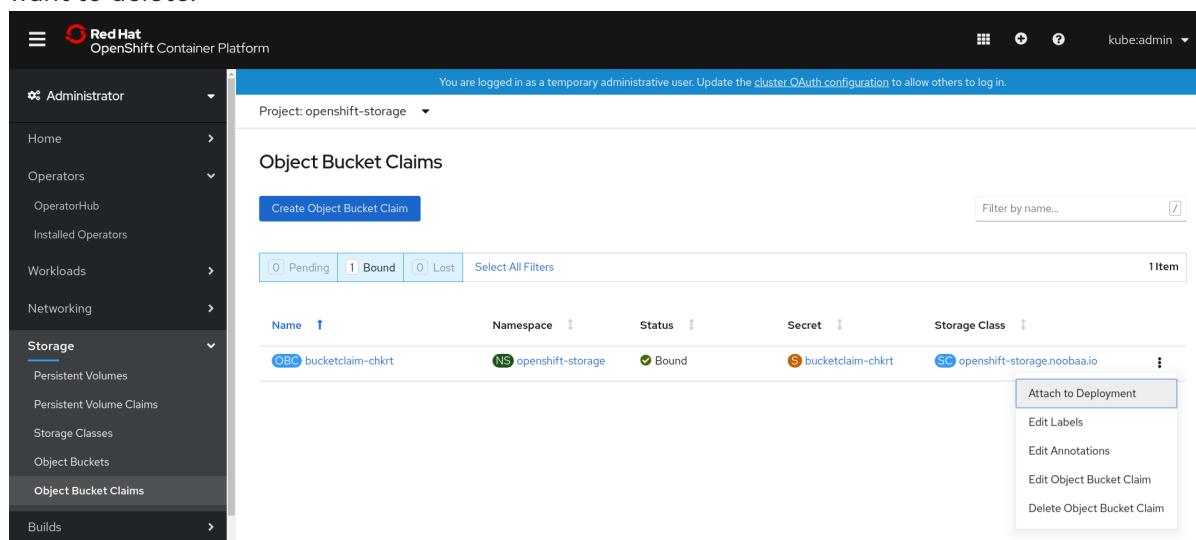 want to delete.
Red Hat
OpenShift Container Platform
kube:admin
You are logged in as a temporary administrative user. Update the cluster OAuth configuration to allow others to log in.
Administrator
Project: openshift-storage
Home
Operators
OperatorHub
Installed Operators
Workloads
Networking
Storage
Persistent Volumes
Persistent Volume Claims
Storage Classes
Object Buckets
Object Bucket Claims
Builds
Object Bucket Claims
Create Object Bucket Claim
Filter by name... /
0 Pending 1 Bound 0 Lost Select All Filters 1 Item
Name Namespace Status Secret Storage Class
OBC bucketclaim-chkrt NS openshift-storage Bound S bucketclaim-chkrt SC openshift-storage.noobaa.io
Attach to Deployment
Edit Labels
Edit Annotations
Edit Object Bucket Claim
Delete Object Bucket Claim